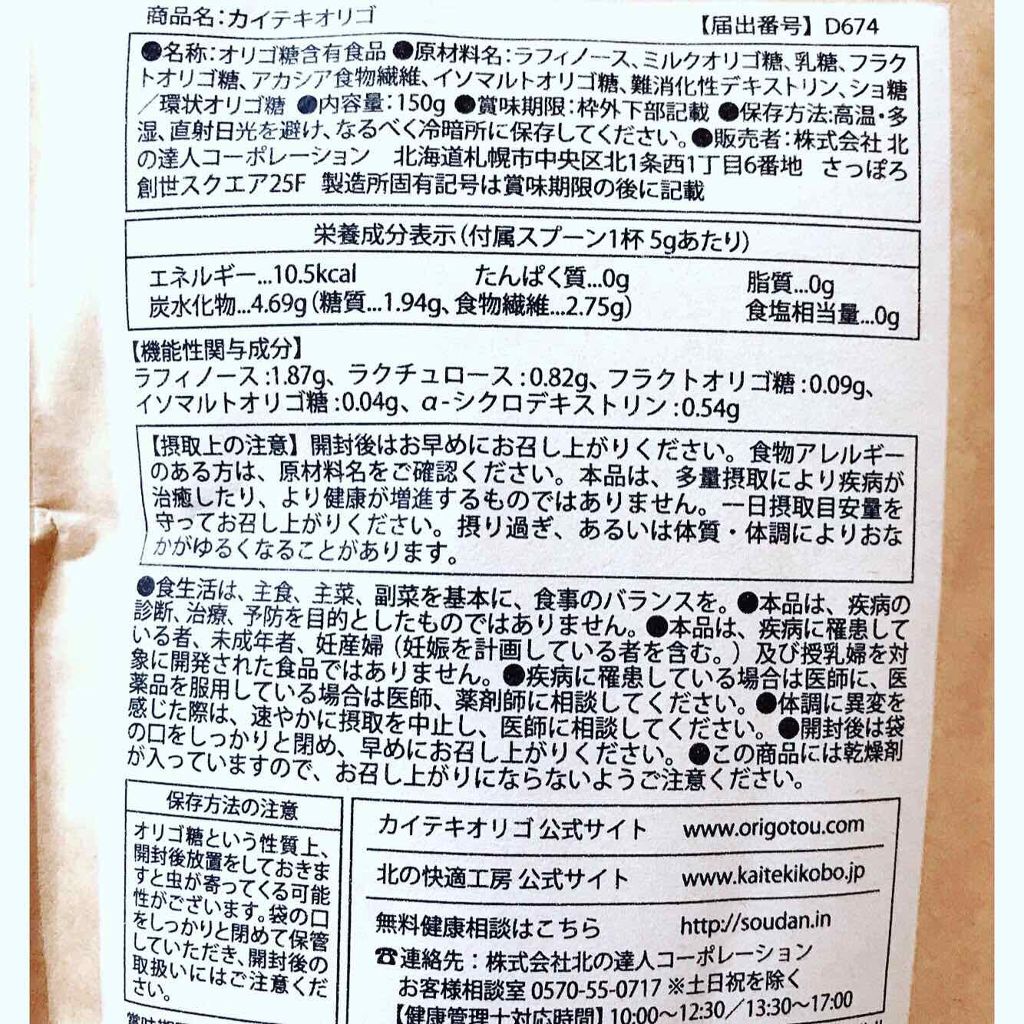 商品名：カイテキオリゴ 【届出番号】D674
●名称：オリゴ糖含有食品 ●原材料名：ラフィノース、ミルクオリゴ糖、乳糖、フラク
トオリゴ糖、アカシア食物繊維、イソマルトオリゴ糖、難消化性デキストリン、ショ糖
／環状オリゴ糖 ●内容量：150g ●賞味期限：枠外下部記載 ●保存方法：高温・多
湿、直射日光を避け、なるべく冷暗所に保存してください。●販売者：株式会社 北
の達人コーポレーション 北海道札幌市中央区北1条西1丁目6番地 さっぽろ
創世スクエア25F 製造所固有記号は賞味期限の後に記載
栄養成分表示（付属スプーン1杯 5gあたり）
エネルギー...10.5kcal たんぱく質...0g 脂質...0g
炭水化物...4.69g（糖質...1.94g、食物繊維...2.75g） 食塩相当量...0g
【機能性関与成分】
ラフィノース：1.87g、ラクチュロース：0.82g、フラクトオリゴ糖：0.09g、
イソマルトオリゴ糖：0.04g、α-シクロデキストリン：0.54g
【摂取上の注意】開封後はお早めにお召し上がりください。食物アレルギー
のある方は、原材料名をご確認ください。本品は、多量摂取により疾病が
治癒したり、より健康が増進するものではありません。一日摂取目安量を
守ってお召し上がりください。摂り過ぎ、あるいは体質・体調によりおな
かがゆるくなることがあります。
●食生活は、主食、主菜、副菜を基本に、食事のバランスを。●本品は、疾病の
診断、治療、予防を目的としたものではありません。●本品は、疾病に罹患して
いる者、未成年者、妊産婦（妊娠を計画している者を含む。）及び授乳婦を対
象に開発された食品ではありません。●疾病に罹患している場合は医師に、医
薬品を服用している場合は医師、薬剤師に相談してください。●体調に異変を
感じた際は、速やかに摂取を中止し、医師に相談してください。●開封後は袋
の口をしっかりと閉め、早めにお召し上がりください。●この商品には乾燥剤
が入っていますので、お召し上がりにならないようご注意ください。
保存方法の注意
オリゴ糖という性質上、
開封後放置をしておきま
すと虫が寄ってくる可能
性がございます。袋の口
をしっかりと閉めて保管
していただき、開封後の
取扱いにはご注意くだ
さい。
カイテキオリゴ 公式サイト www.origotou.com
北の快適工房 公式サイト www.kaitekikobo.jp
無料健康相談はこちら http://soudan.in
☎連絡先：株式会社北の達人コーポレーション
お客様相談室 0570-55-0717 ※土日祝を除く
【健康管理士対応時間】10:00〜12:30／13:30〜17:00